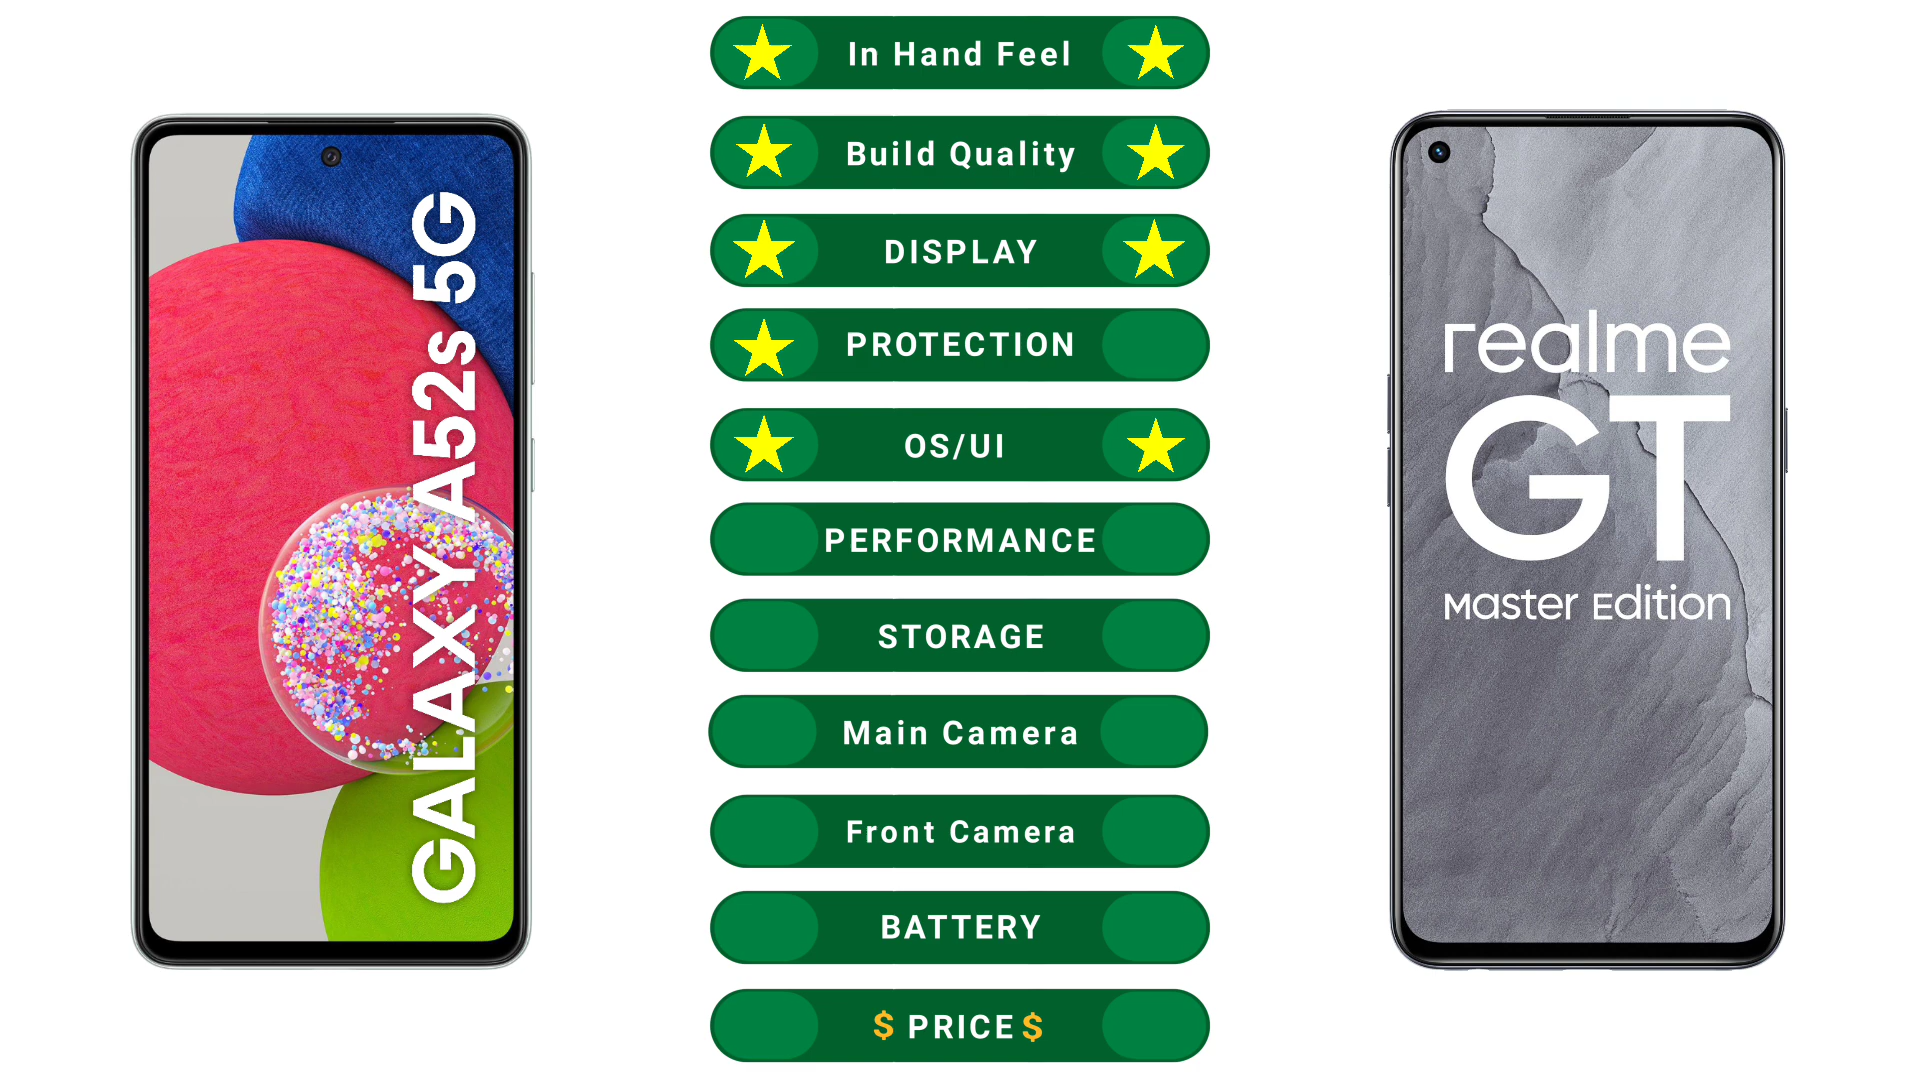 In Hand Feel
Build Quality
DISPLAY
PROTECTION
OS/UI
PERFORMANCE
STORAGE
Main Camera
Front Camera
BATTERY
$ PRICE $
GALAXY A52s 5G
realme
GT
Master Edition